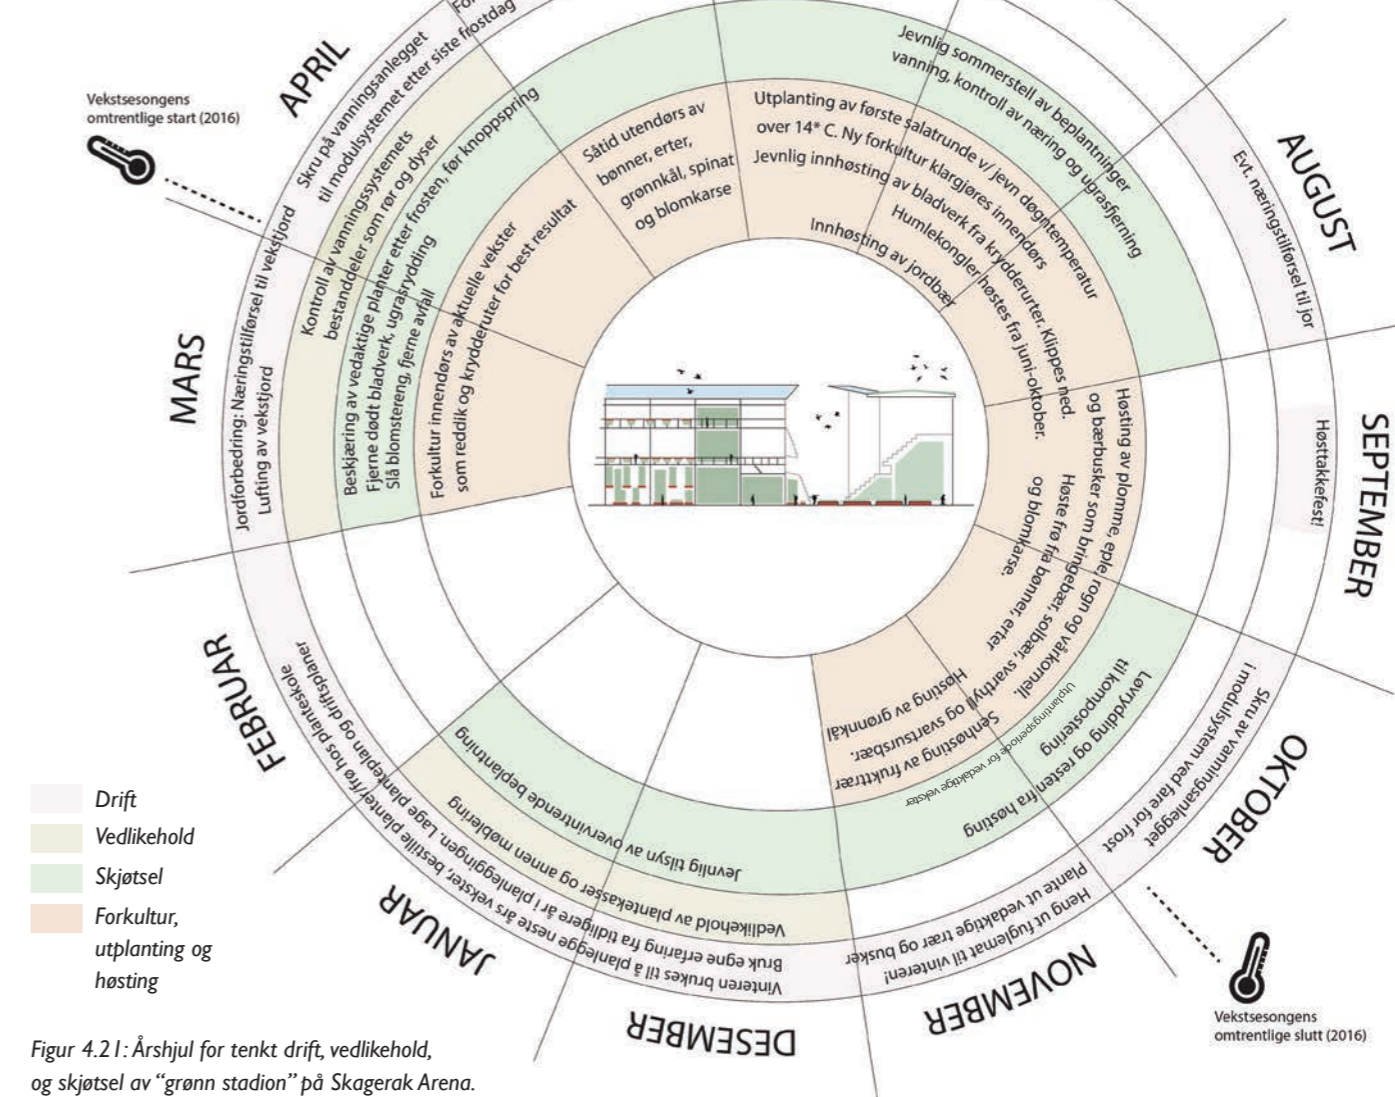 APRIL
Vekstsesongens
omtrentlige start (2016)
Skru på vanningsanlegget
til modulsystemet etter siste frostdag
For
Kontroll av vanningssystemets
bestanddeler som rør og dyser
Beskjæring av vedaktige planter etter frosten, før knoppspring
Fjerne dødt bladverk, ugrasrydding
Slå blomstereng, fjerne avfall
Forkultur innendørs av aktuelle vekster
som reddik og krydderuter for best resultat
Såtid utendørs av
bønner, erter,
grønnkål, spinat
og blomkarse
Jevnlig sommerstell av beplantninger
vanning, kontroll av næring og ugrasfjerning
Utplanting av første salatrunde v/ jevn døgntemperatur
over 14* C. Ny forkultur klargjøres innendørs
Jevnlig innhøsting av bladverk fra krydderurter. Klippes ned.
Humlekongler høstes fra juni-oktober.
Innhøsting av jordbær
AUGUST
Evt. næringstilførsel til jor
MARS
Jordforbedring: Næringstilførsel til vekstjord
Lufting av vekstjord
SEPTEMBER
Høsttakkefest!
Høsting av plomme, eple rogn og vårkornell,
og bærbusker som bringebær, solbær, svarthyll og svartsursbær.
Høste frø fra bønner, erter
og blomkarse.
Høsting av grønnkål
Senhøsting av frukttrær
Utplantingsperiode for vedaktige vekster
Løvrydding og resten fra høsting
til kompostering
OKTOBER
Skru av vanningsanlegget
i modulsystem ved fare for frost
FEBRUAR
JANUAR
DESEMBER
NOVEMBER
Jevnlig tilsyn av overvintrende beplantning
Vedlikehold av plantekasser og annen møblering
Bruk egne erfaring fra tidligere år i planleggingen. Lage planteplan og driftsplaner
Vinteren brukes til å planlegge neste års vekster, bestille planter/frø hos planteskole
Plante ut vedaktige trær og busker
Heng ut fuglemat til vinteren!
Vekstsesongens
omtrentlige slutt (2016)
Drift
Vedlikehold
Skjøtsel
Forkultur,
utplanting og
høsting
Figur 4.21: Årshjul for tenkt drift, vedlikehold,
og skjøtsel av “grønn stadion” på Skagerak Arena.